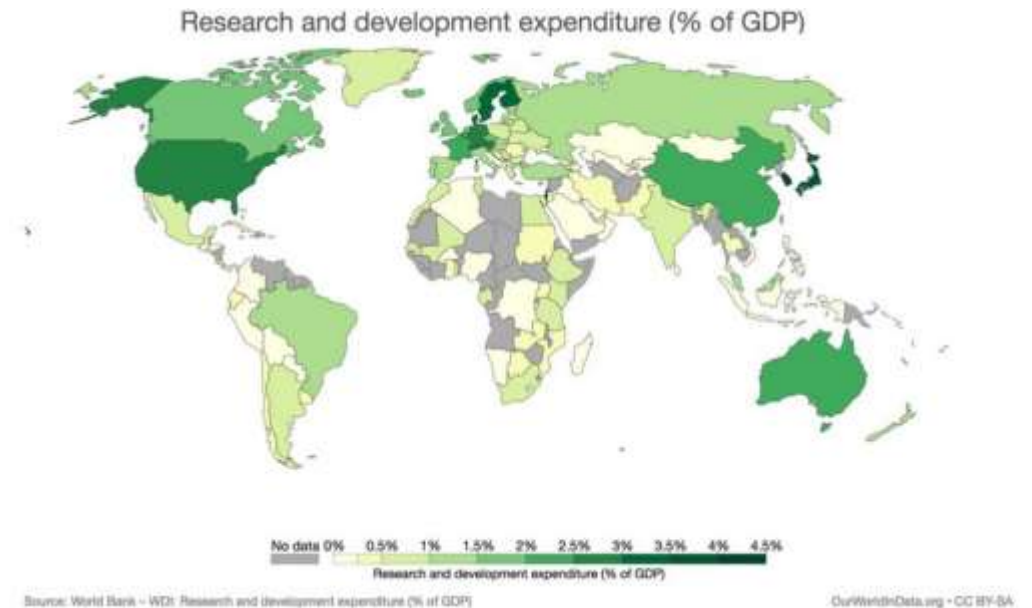 Research and development expenditure (% of GDP)
No data 0% 0.5% 1% 1.5% 2% 2.5% 3% 3.5% 4% 4.5%
Research and development expenditure (% of GDP)
Source: World Bank – WDI: Research and development expenditure (% of GDP) OurWorldInData.org • CC BY-SA